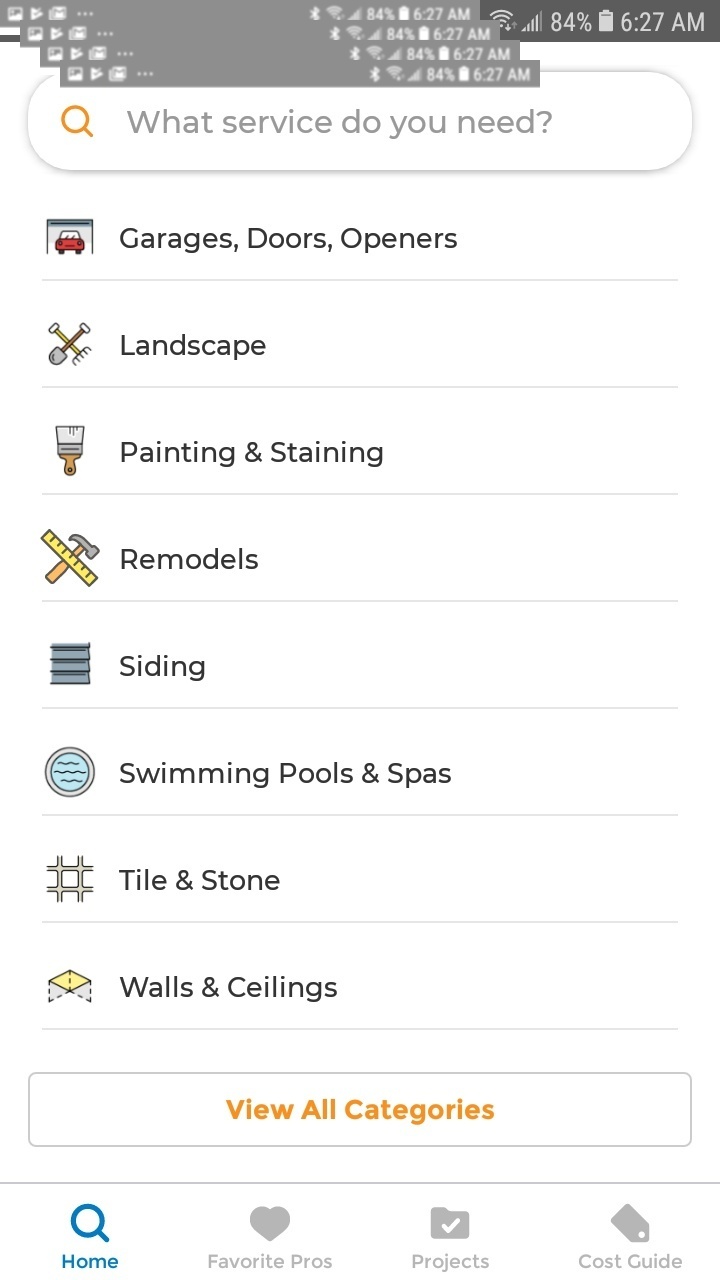 84% 6:27 AM 84% 6:27 AM
84% 6:27 AM
84% 6:27 AM
84% 6:27 AM
What service do you need?
Garages, Doors, Openers
Landscape
Painting & Staining
Remodels
Siding
Swimming Pools & Spas
Tile & Stone
Walls & Ceilings
View All Categories
Home Favorite Pros Projects Cost Guide